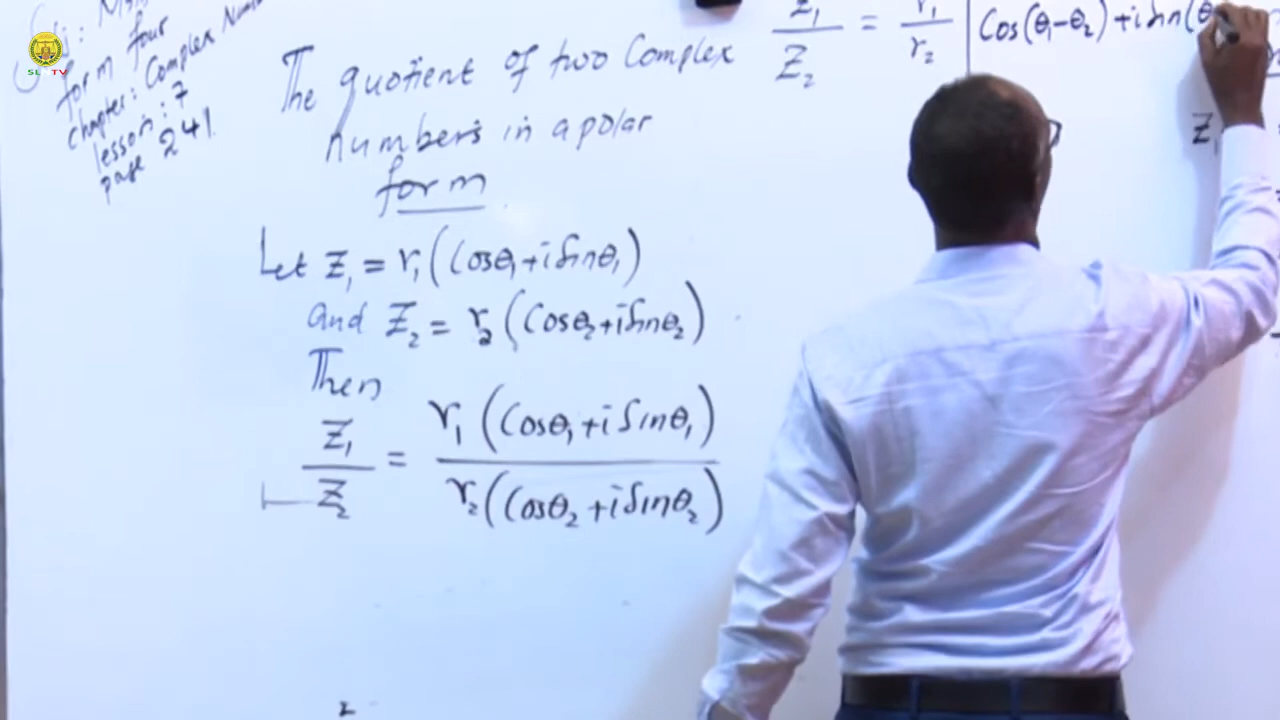 SL TV
form four
chapter: Complex
lesson: 7
page 241
The quotient of two Complex
numbers in a polar
form
Let Z₁ = r₁(Cosθ₁+iSinθ₁)
and Z₂ = r₂(Cosθ₂+iSinθ₂)
Then
Z₁/Z₂ = r₁(Cosθ₁+iSinθ₁)/r₂(Cosθ₂+iSinθ₂)
Z₁/Z₂ = r₁/r₂ [Cos(θ₁-θ₂)+iSin(θ